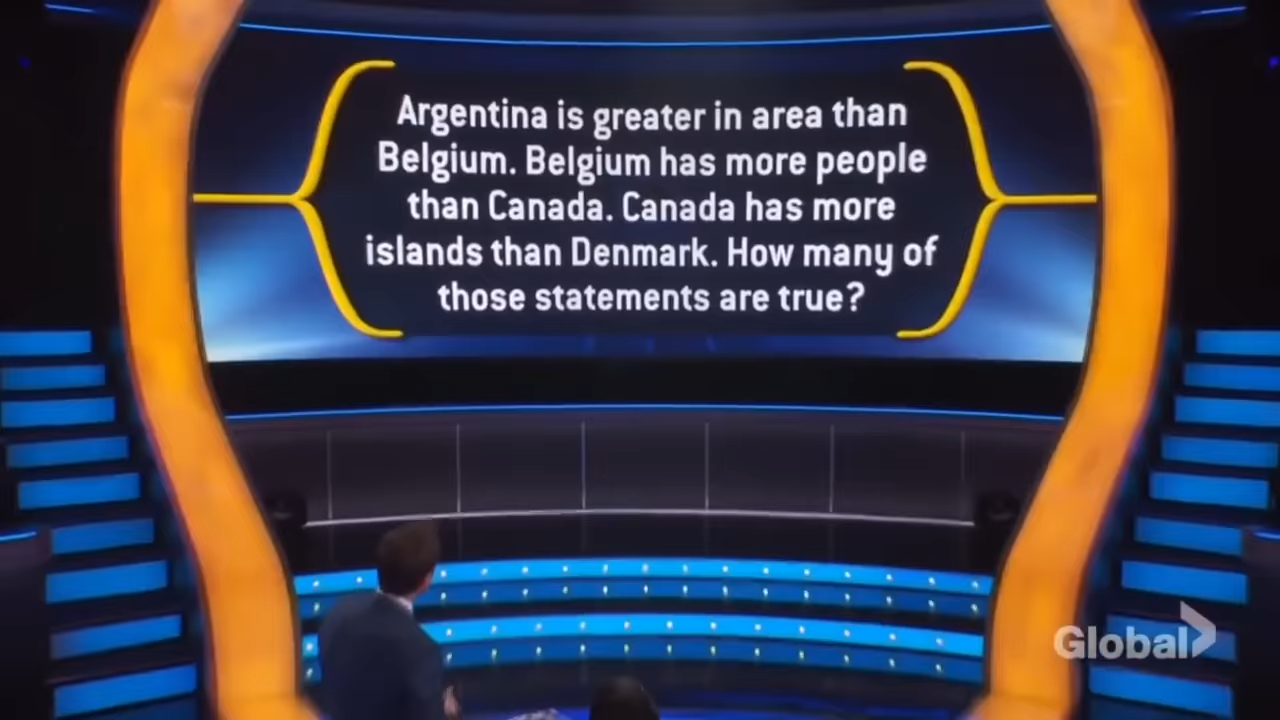 Argentina is greater in area than
Belgium. Belgium has more people
than Canada. Canada has more
islands than Denmark. How many of
those statements are true?
Global